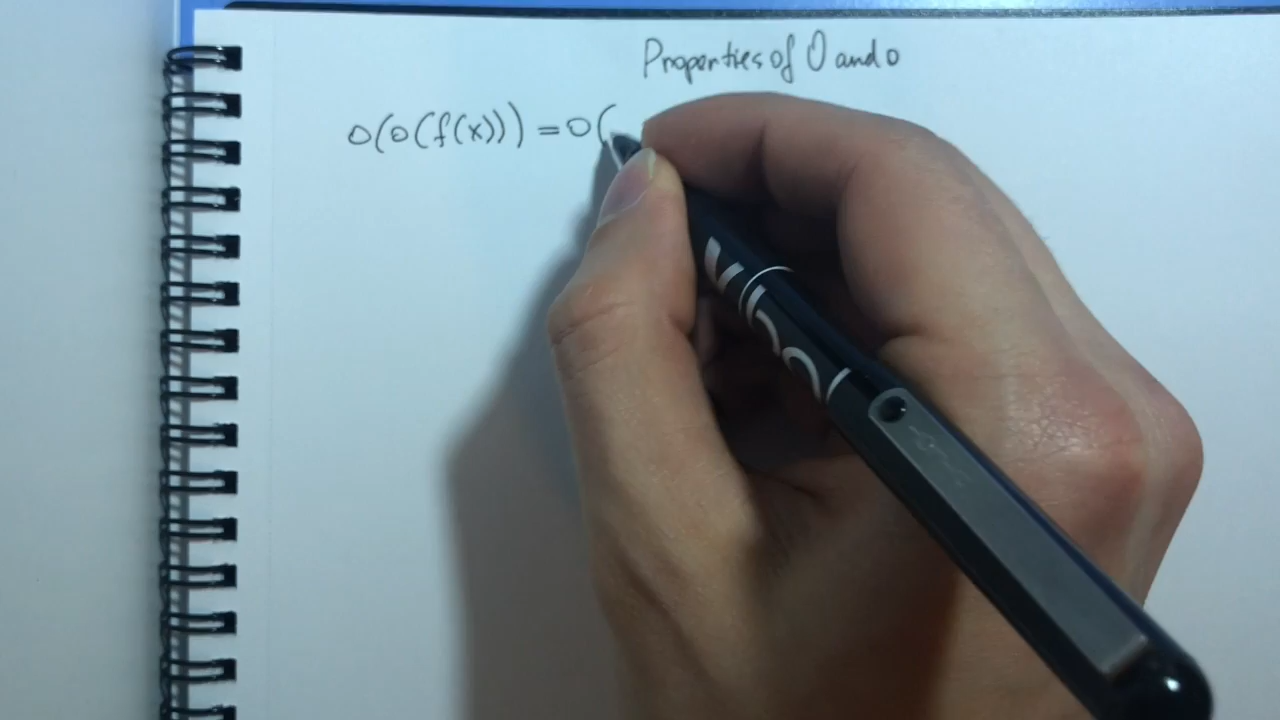 Properties of O and o
o(o(f(x))) = o(